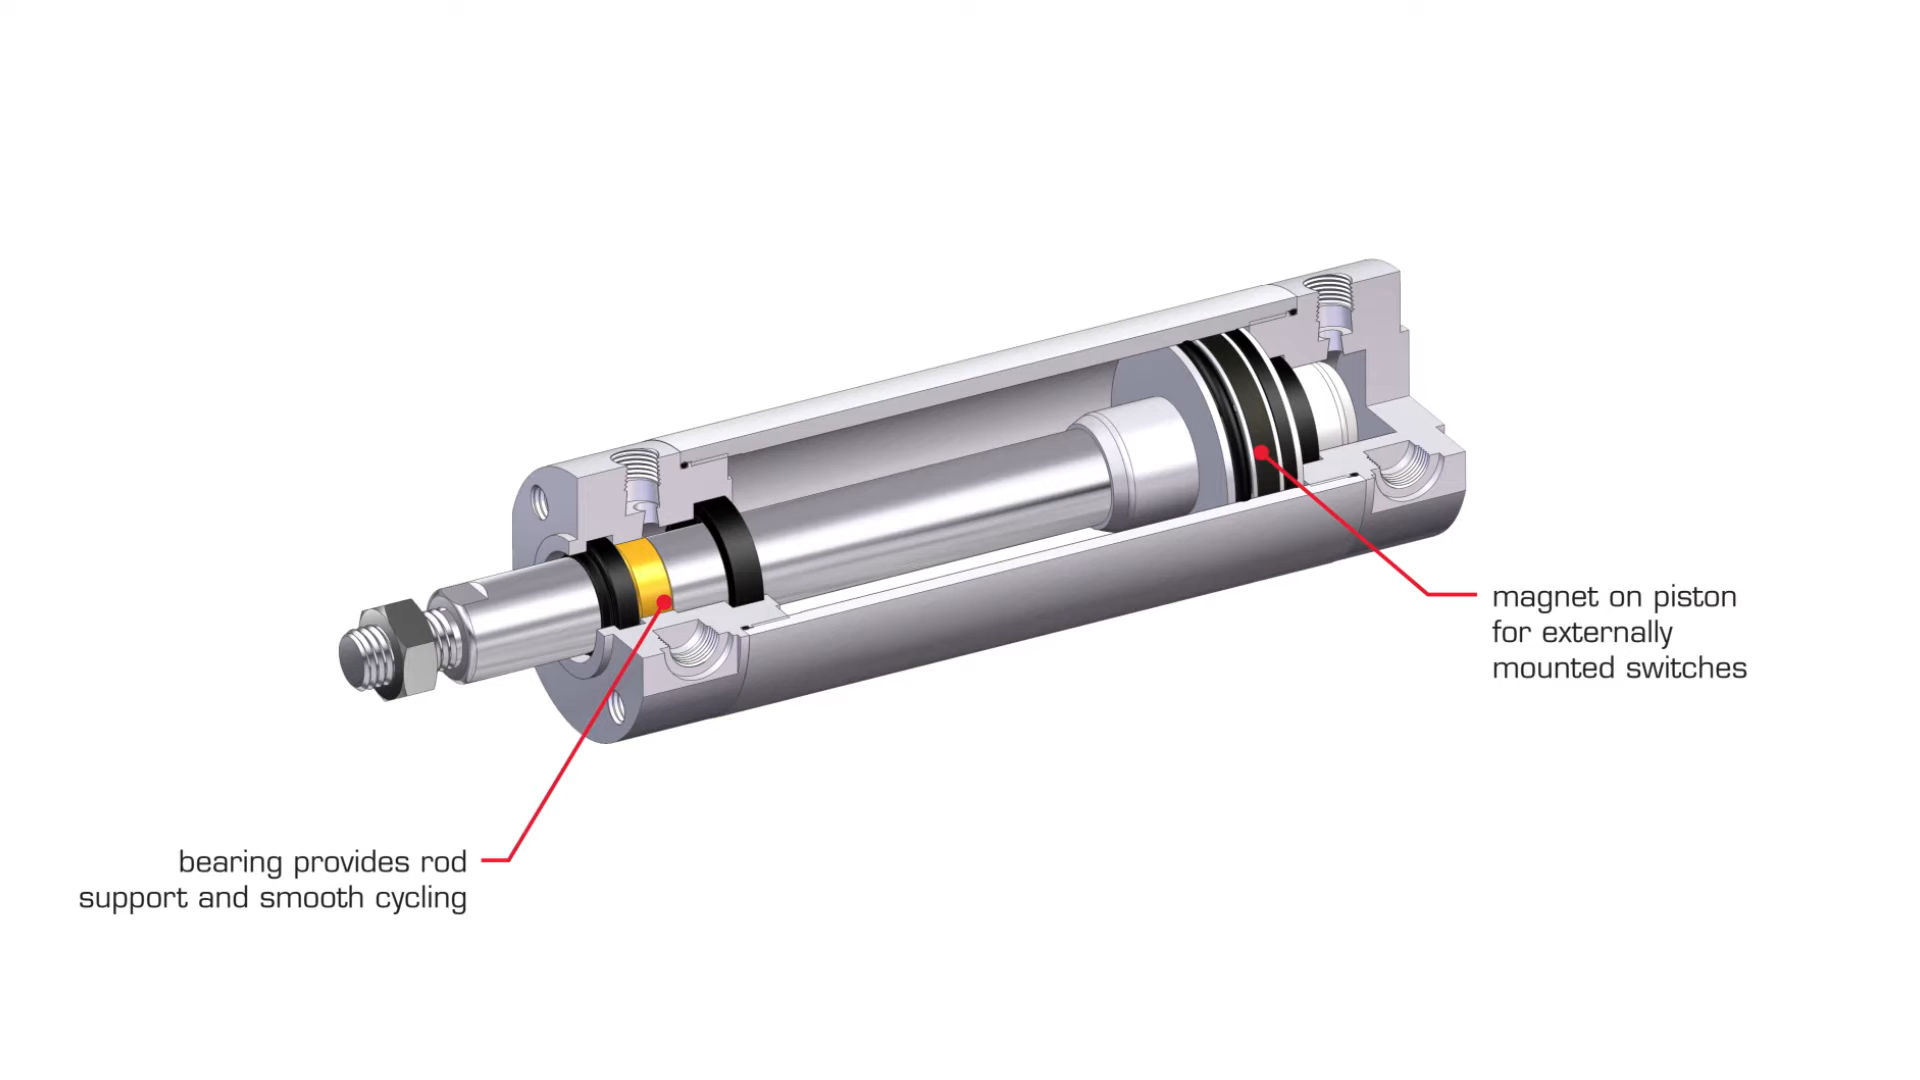 magnet on piston
for externally
mounted switches
bearing provides rod
support and smooth cycling